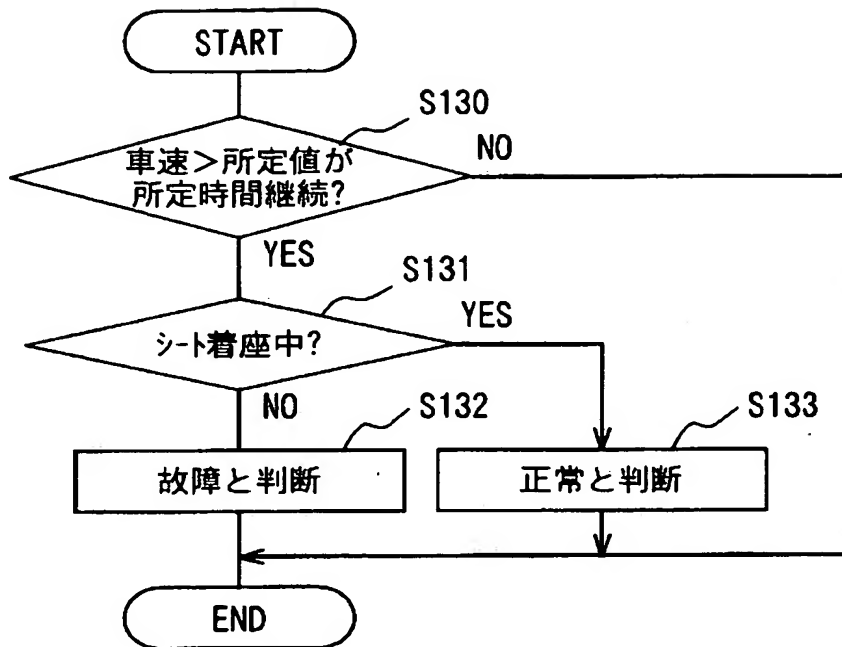 START
S130
車速＞所定値が
所定時間継続?
NO
YES
S131
シート着座中?
YES
NO
S132
故障と判断
S133
正常と判断
END